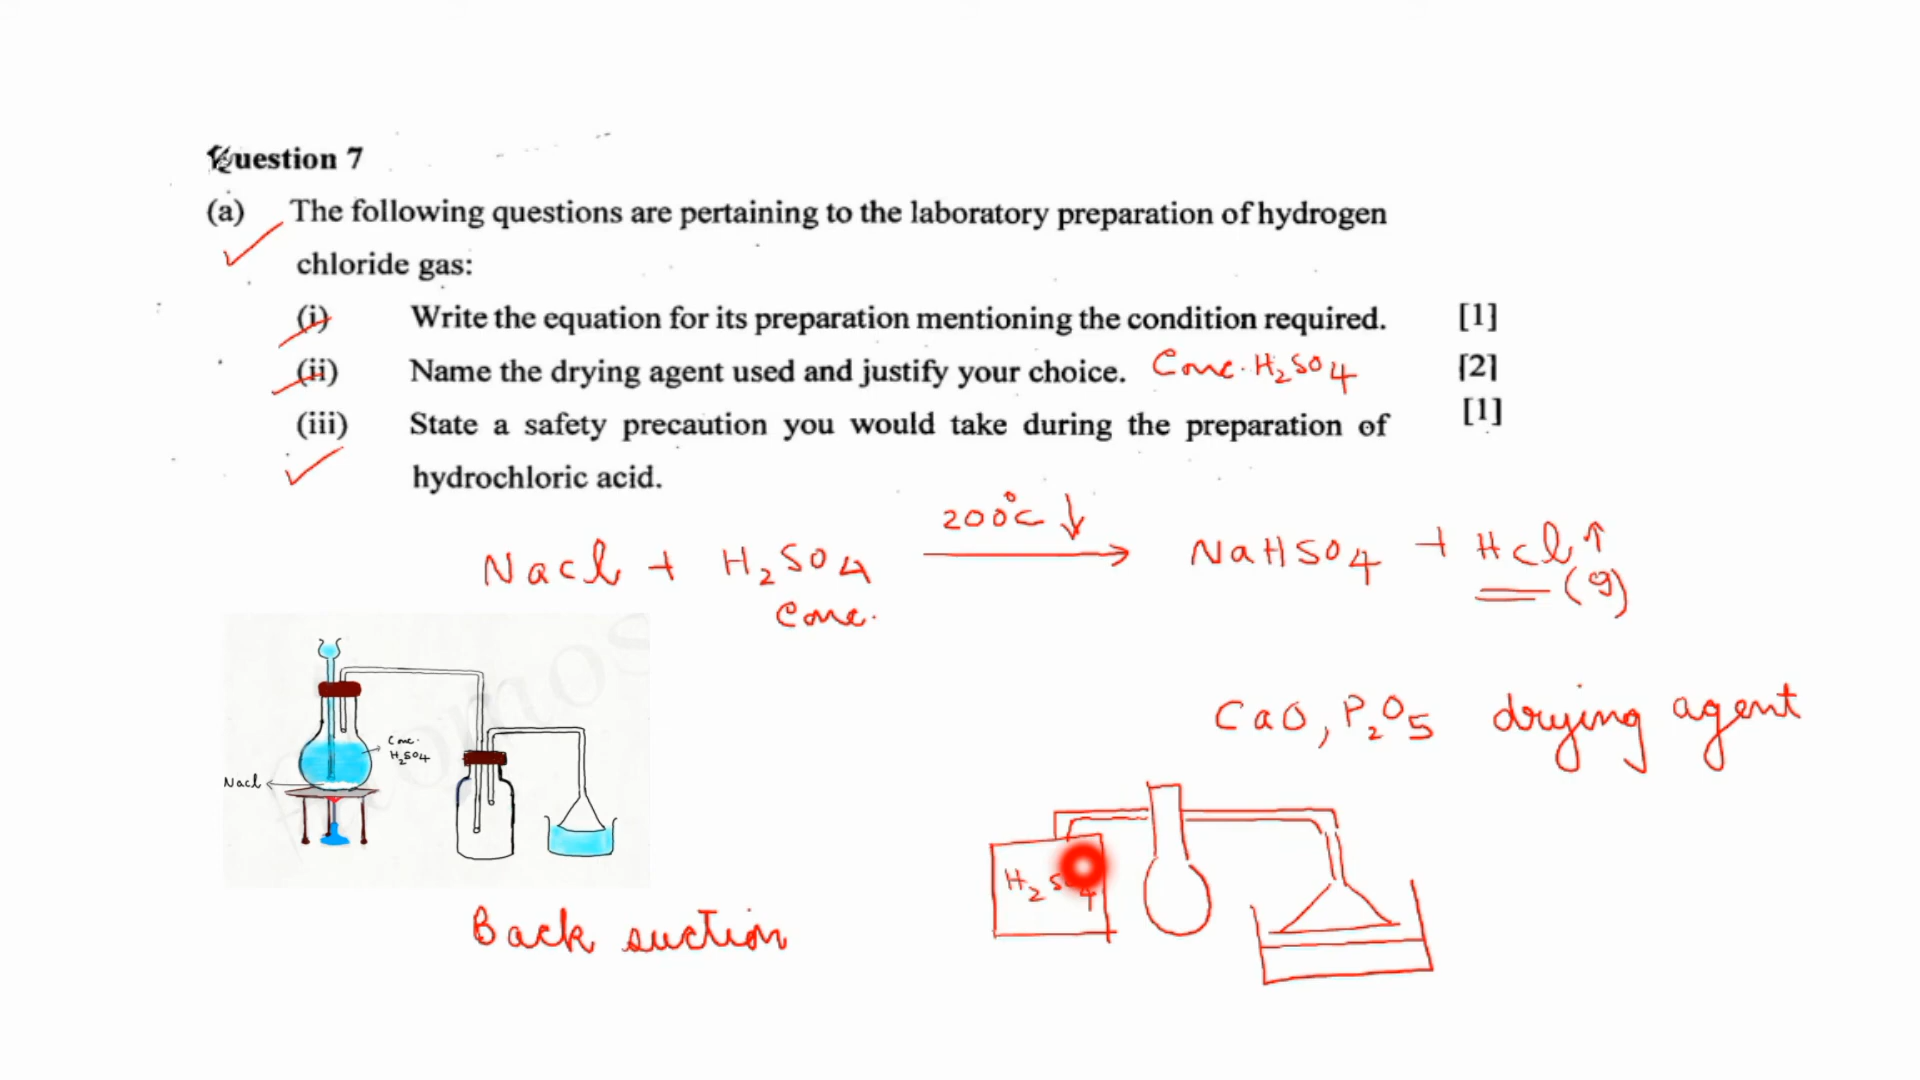 Question 7
(a) The following questions are pertaining to the laboratory preparation of hydrogen
chloride gas:
(i) Write the equation for its preparation mentioning the condition required. [1]
(ii) Name the drying agent used and justify your choice. Conc. H₂SO4 [2]
(iii) State a safety precaution you would take during the preparation of [1]
hydrochloric acid.
200°C ↓
Nacl + H₂SO4 → NaHSO4 + Hcl ↑
Conc. (g)
Conc.
H₂SO4
Nacl
CaO, P₂O5 drying agent
H₂S 4
Back suction